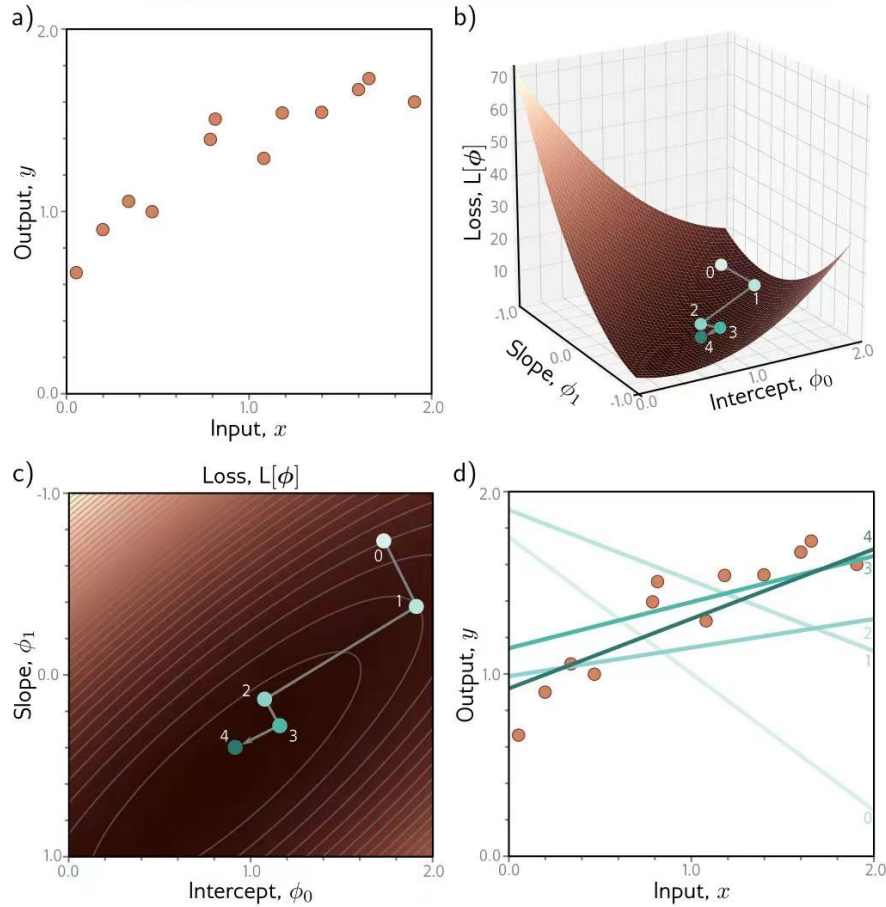 a)
2.0
1.0
0.0
Output, y
0.0 1.0 2.0
Input, x
b)
70
60
50
40
30
20
10
Loss, L[ϕ]
-1.0
0.0
-1.0
Slope, ϕ1
0.0
1.0
2.0
Intercept, ϕ0
0
1
2
3
4
c)
Loss, L[ϕ]
-1.0
0.0
1.0
Slope, ϕ1
0
1
2
3
4
0.0 1.0 2.0
Intercept, ϕ0
d)
2.0
1.0
0.0
Output, y
4
3
2
1
0
0.0 1.0 2.0
Input, x